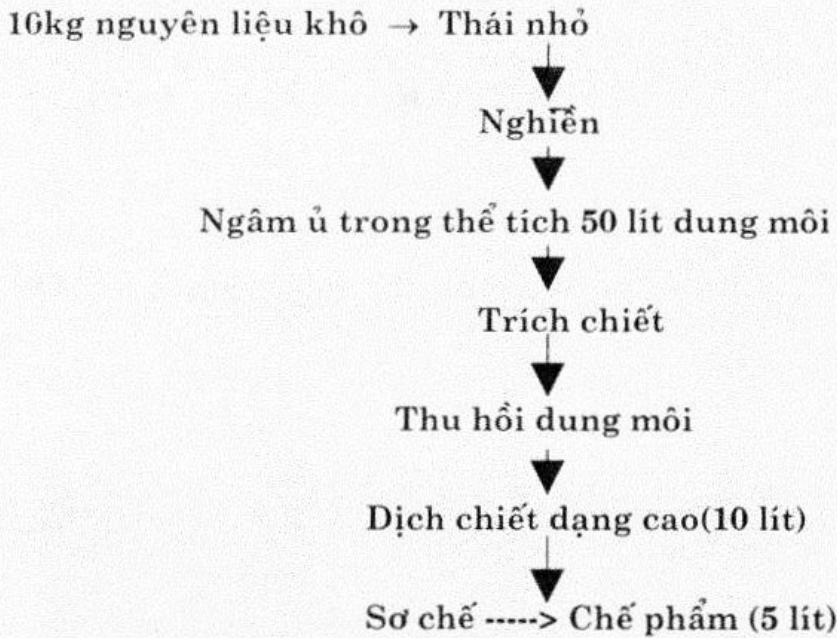 10kg nguyên liệu khô → Thái nhỏ
Nghiền
Ngâm ủ trong thể tích 50 lít dung môi
Trích chiết
Thu hồi dung môi
Dịch chiết dạng cao(10 lít)
Sơ chế -----> Chế phẩm (5 lít)